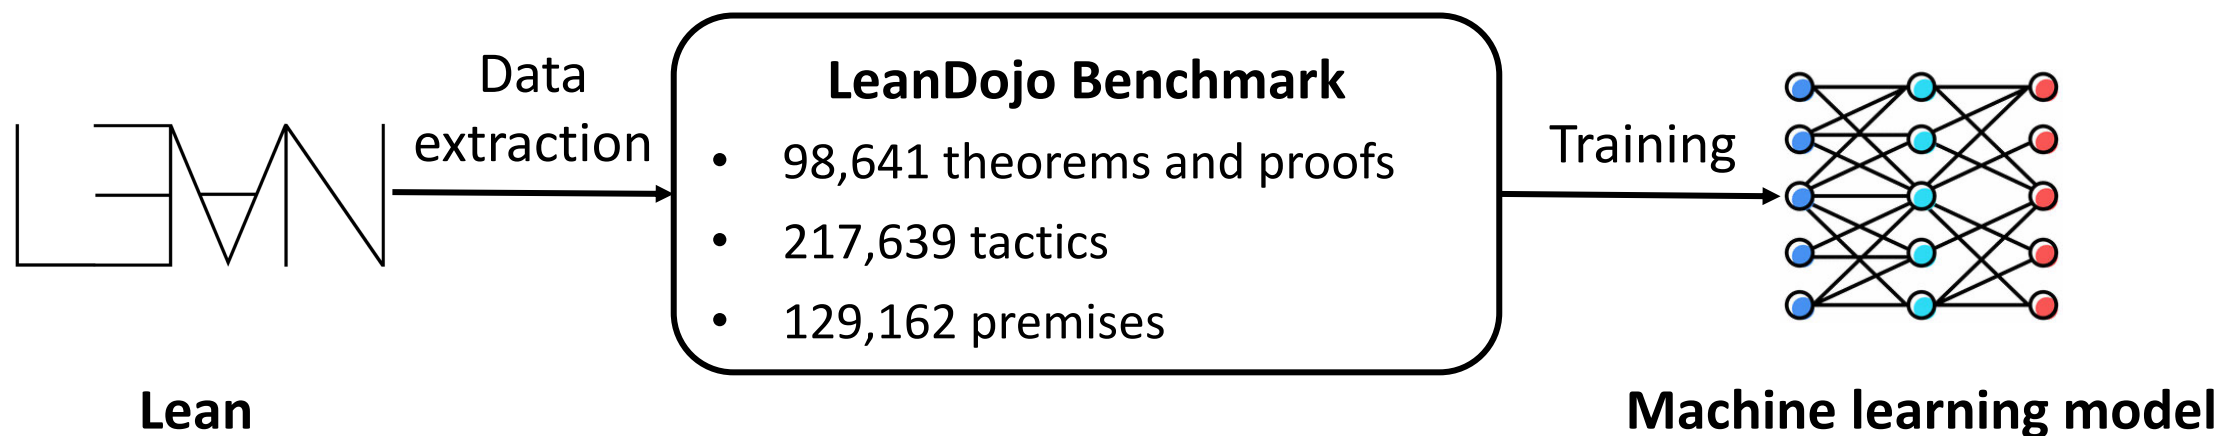 LEAN
Lean
Data
extraction
LeanDojo Benchmark
• 98,641 theorems and proofs
• 217,639 tactics
• 129,162 premises
Training
Machine learning model